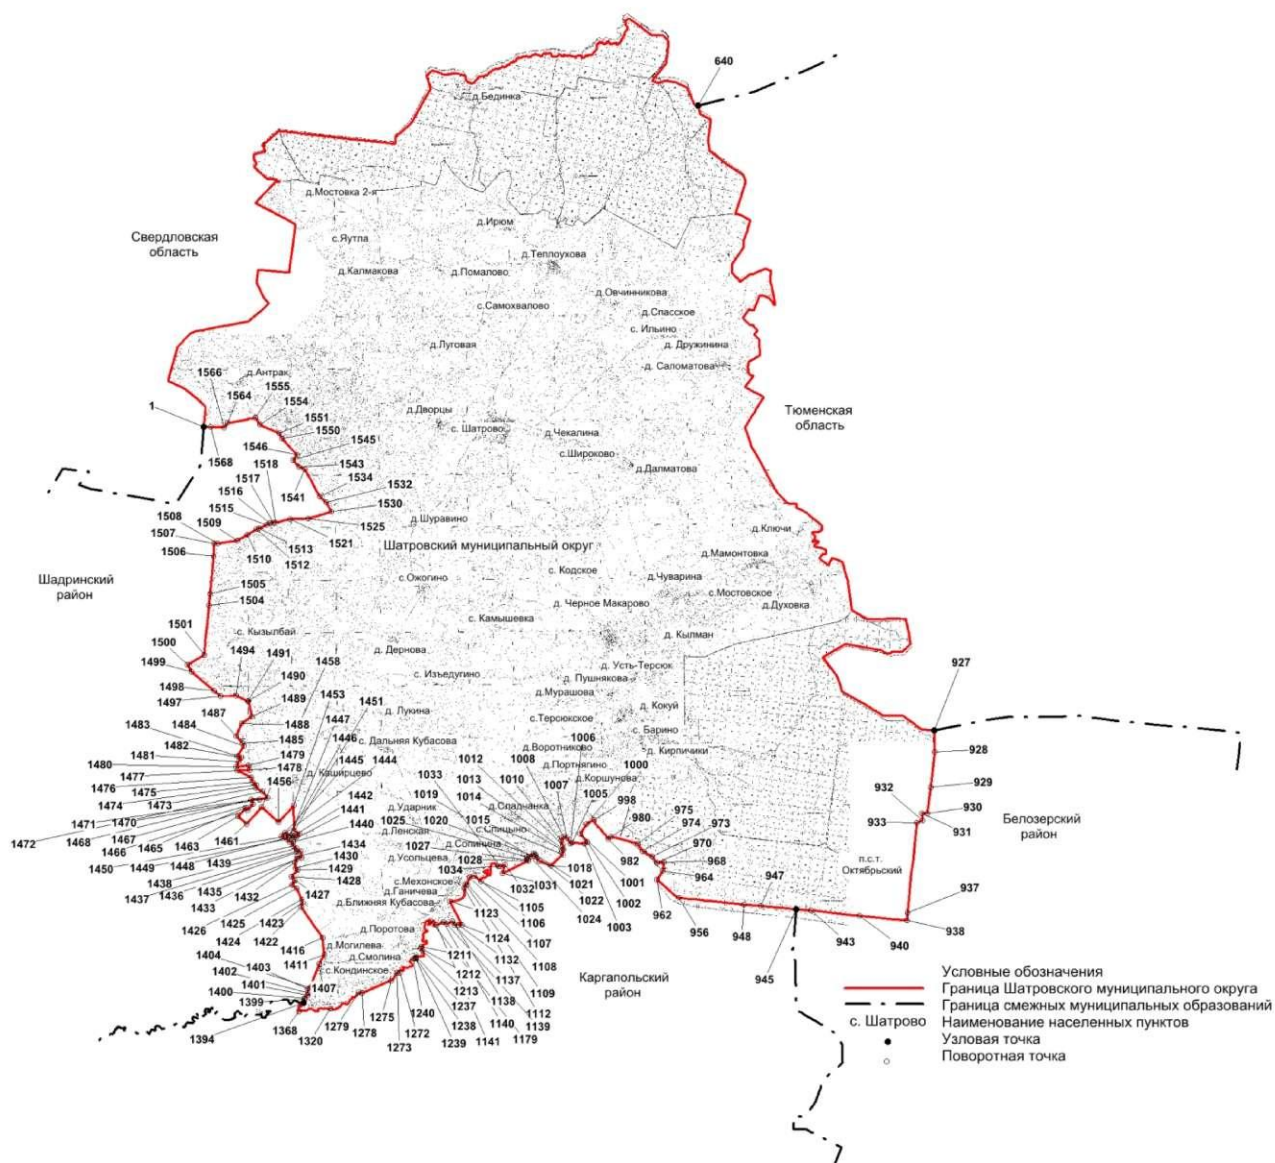 640
д.Бединка
д.Мостовка 2-я
д.Ирюм
Свердловская
область
с.Яутла
д.Теплоухова
д.Калмакова
д.Помалово
д.Овчинникова
с.Самохвалово
д.Спасское
с. Ильино
д.Луговая
д. Дружинина
1566
д.Антрак
1555
д. Саломатова
1564
1554
1
д.Дворцы
Тюменская
область
1551
1550
с. Шатрово
д.Чекалина
1546
1545
с.Широково
1568
1518
1543
д.Далматова
1517
1534
1516
1541
1532
1515
1530
1508
1509
1525
д.Шуравино
1507
1513
1521
д.Ключи
1506
1510
1512
Шатровский муниципальный округ
д.Мамонтовка
Шадринский
район
1505
с.Ожогино
с. Кодское
д.Чуварина
1504
с.Мостовское
д. Черное Макарово
д.Духовка
1501
с. Камышевка
1500
с. Кызылбай
д. Кылман
1499
1494
1491
1458
д. Дернова
927
1498
1490
1453
с. Изъедугино
д. Усть-Терсюк
1497
1489
1451
д. Пушнякова
1487
1447
д.Мурашова
1484
1488
1446
д. Лукина
д. Кокуй
1483
1485
1445
с. Дальняя Кубасова
1006
с.Терсюкское
с. Барино
1482
1479
1444
1012
1008
д.Воротниково
д. Кирпичики
928
1481
1478
д. Каширцево
1033
1013
1010
д.Портнягино
1000
1480
1456
1019
1014
1007
д.Коршунова
932
929
1477
1442
д.Ударник
д.Спадчанка
1005
998
975
933
930
1476
1475
1441
1025
1020
1015
980
974
931
1474
1473
1440
д.Ленская
с.Спицыно
973
Белозерский
район
1472
1471
1470
1461
1434
1027
д.Сопинина
982
970
1468
1467
1463
1430
д.Усольцева
1028
1018
968
п.с.т.
Октябрьский
1466
1465
1439
1429
1034
1021
1001
964
1450
1449
1448
1428
с.Мехонское
1032
1031
1022
1002
947
1438
1435
1432
1427
д.Ганичева
1105
1024
1003
962
937
1437
1436
1433
д.Ближняя Кубасова
1123
1106
956
948
943
940
938
1426
1425
1423
д.Поротова
1124
1107
945
1424
1422
1132
1108
1404
1416
д.Могилева
1211
1137
1109
Каргапольский
район
1402
1403
1411
д.Смолина
1212
1138
1112
1401
с.Кондинское
1213
1140
1139
1400
1407
1237
1179
1399
1240
1238
1141
1394
1368
1279
1275
1272
1239
1320
1278
1273
Условные обозначения
Граница Шатровского муниципального округа
Граница смежных муниципальных образований
с. Шатрово Наименование населенных пунктов
Узловая точка
Поворотная точка